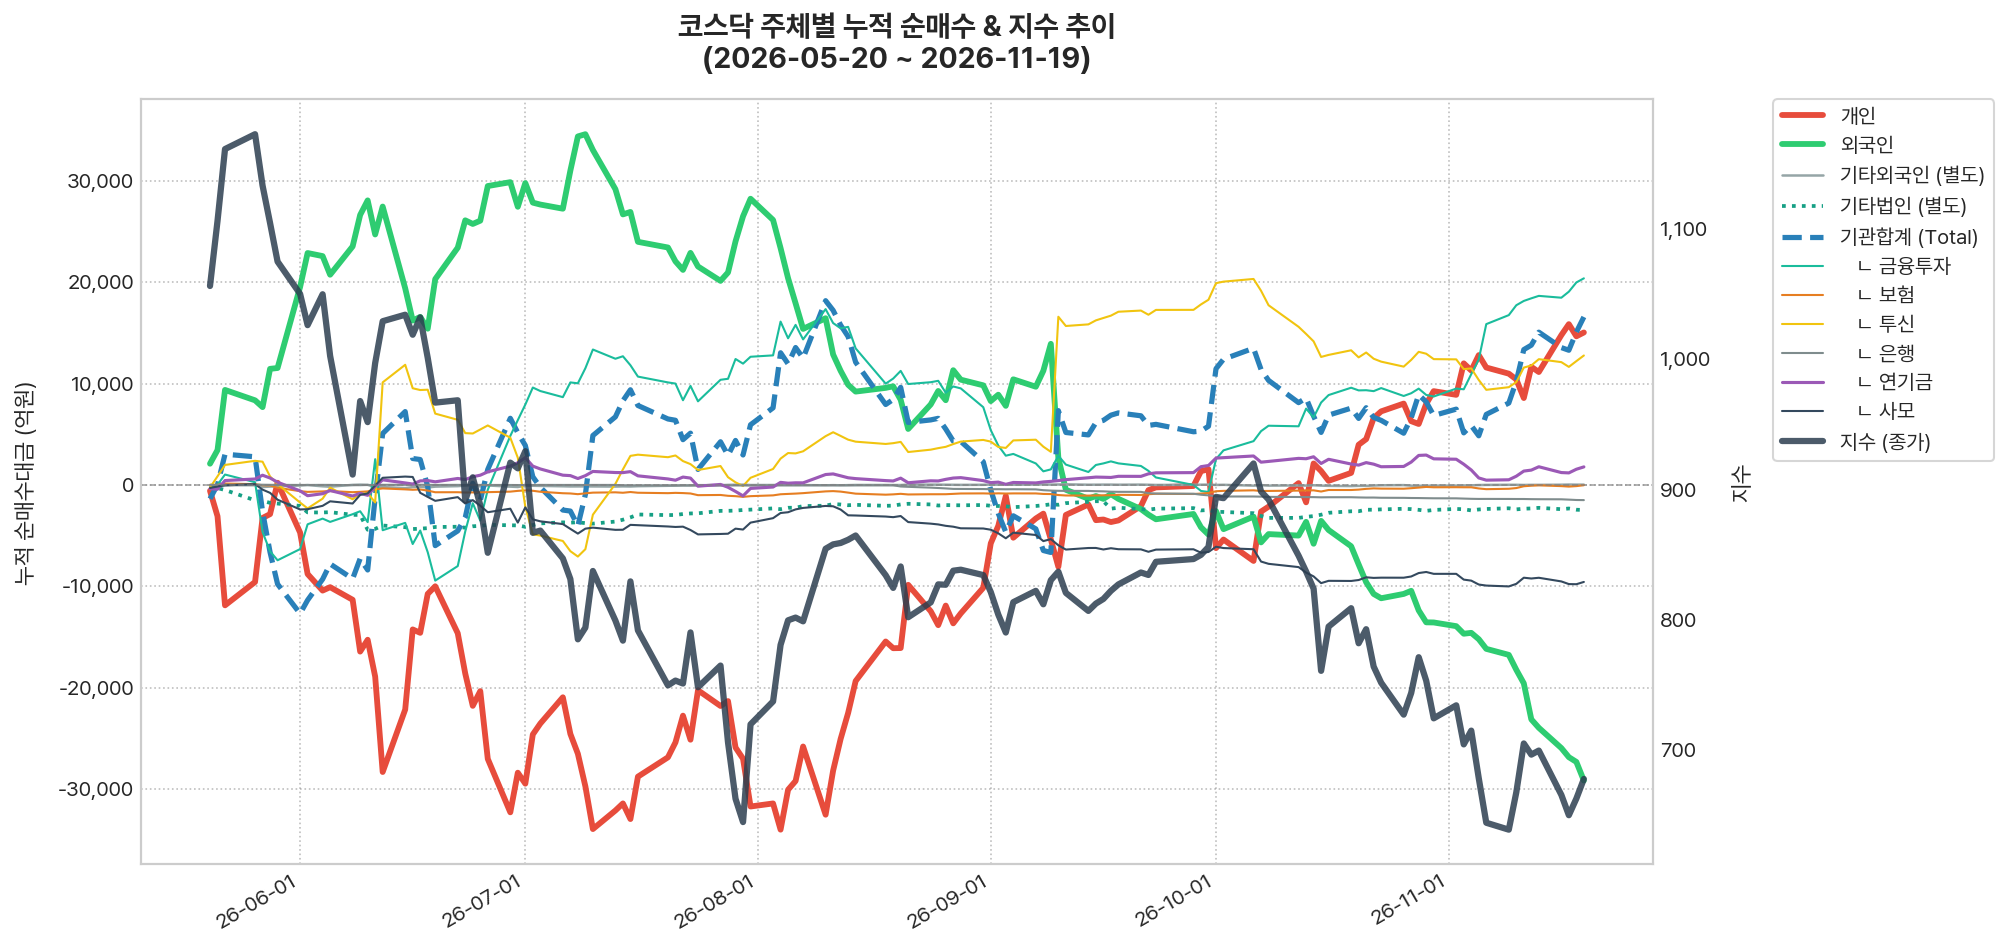 코스닥 주체별 누적 순매수 & 지수 추이
(2026-05-20 ~ 2026-11-19)
누적 순매수대금 (억원)
30,000
20,000
10,000
0
-10,000
-20,000
-30,000
26-06-01
26-07-01
26-08-01
26-09-01
26-10-01
26-11-01
1,100
1,000
900
800
700
지수
개인
외국인
기타외국인 (별도)
기타법인 (별도)
기관합계 (Total)
ㄴ 금융투자
ㄴ 보험
ㄴ 투신
ㄴ 은행
ㄴ 연기금
ㄴ 사모
지수 (종가)